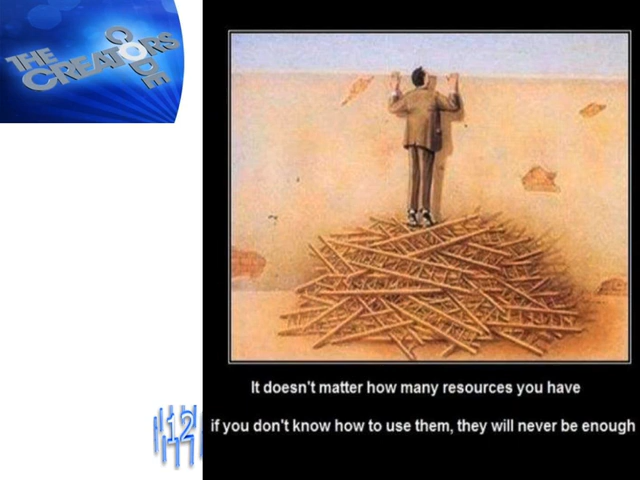 THE
CREATORS
CODE
It doesn't matter how many resources you have
if you don't know how to use them, they will never be enough
12